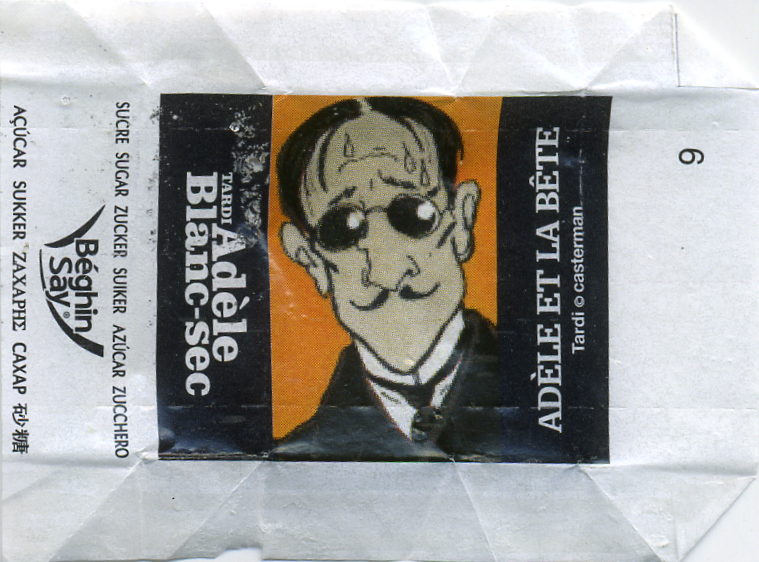 AÇÚCAR SUKKER ΖΑΧΑΡΗΣ САХАР 砂糖
Béghin
Say®
SUCRE SUGAR ZUCKER SUIKER AZÚCAR ZUCCHERO
TARDI
Adèle
Blanc-sec
ADÈLE ET LA BÊTE
Tardi © casterman
6